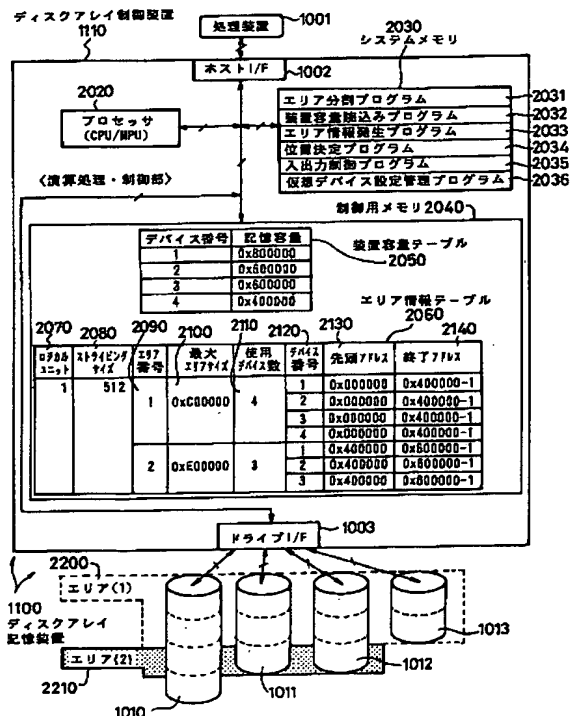 ディスクアレイ制御装置
1110
処理装置
1001
2030
システムメモリ
ホストI/F
1002
2020
プロセッサ
(CPU/MPU)
エリア分割プログラム 2031
装置容量読込みプログラム 2032
エリア情報発生プログラム 2033
位置決定プログラム 2034
入出力制御プログラム 2035
仮想デバイス設定管理プログラム 2036
〈演算処理・制御部〉
制御用メモリ 2040
デバイス番号 記憶容量
1 0x800000
2 0x600000
3 0x600000
4 0x400000
装置容量テーブル
2050
エリア情報テーブル
2060
2070 2080 2090 2100 2110 2120 2130 2140
ロジカルユニット ストライピングサイズ エリア番号 最大エリアサイズ 使用デバイス数 デバイス番号 先頭アドレス 終了アドレス
1 512 1 0xC00000 4 1 0x000000 0x400000-1
2 0x000000 0x400000-1
3 0x000000 0x400000-1
4 0x000000 0x400000-1
2 0xE00000 3 1 0x400000 0x600000-1
2 0x400000 0x600000-1
3 0x400000 0x800000-1
1003
ドライブI/F
2200
エリア(1)
1100
ディスクアレイ
記憶装置
エリア(2)
2210
1010
1011
1012
1013